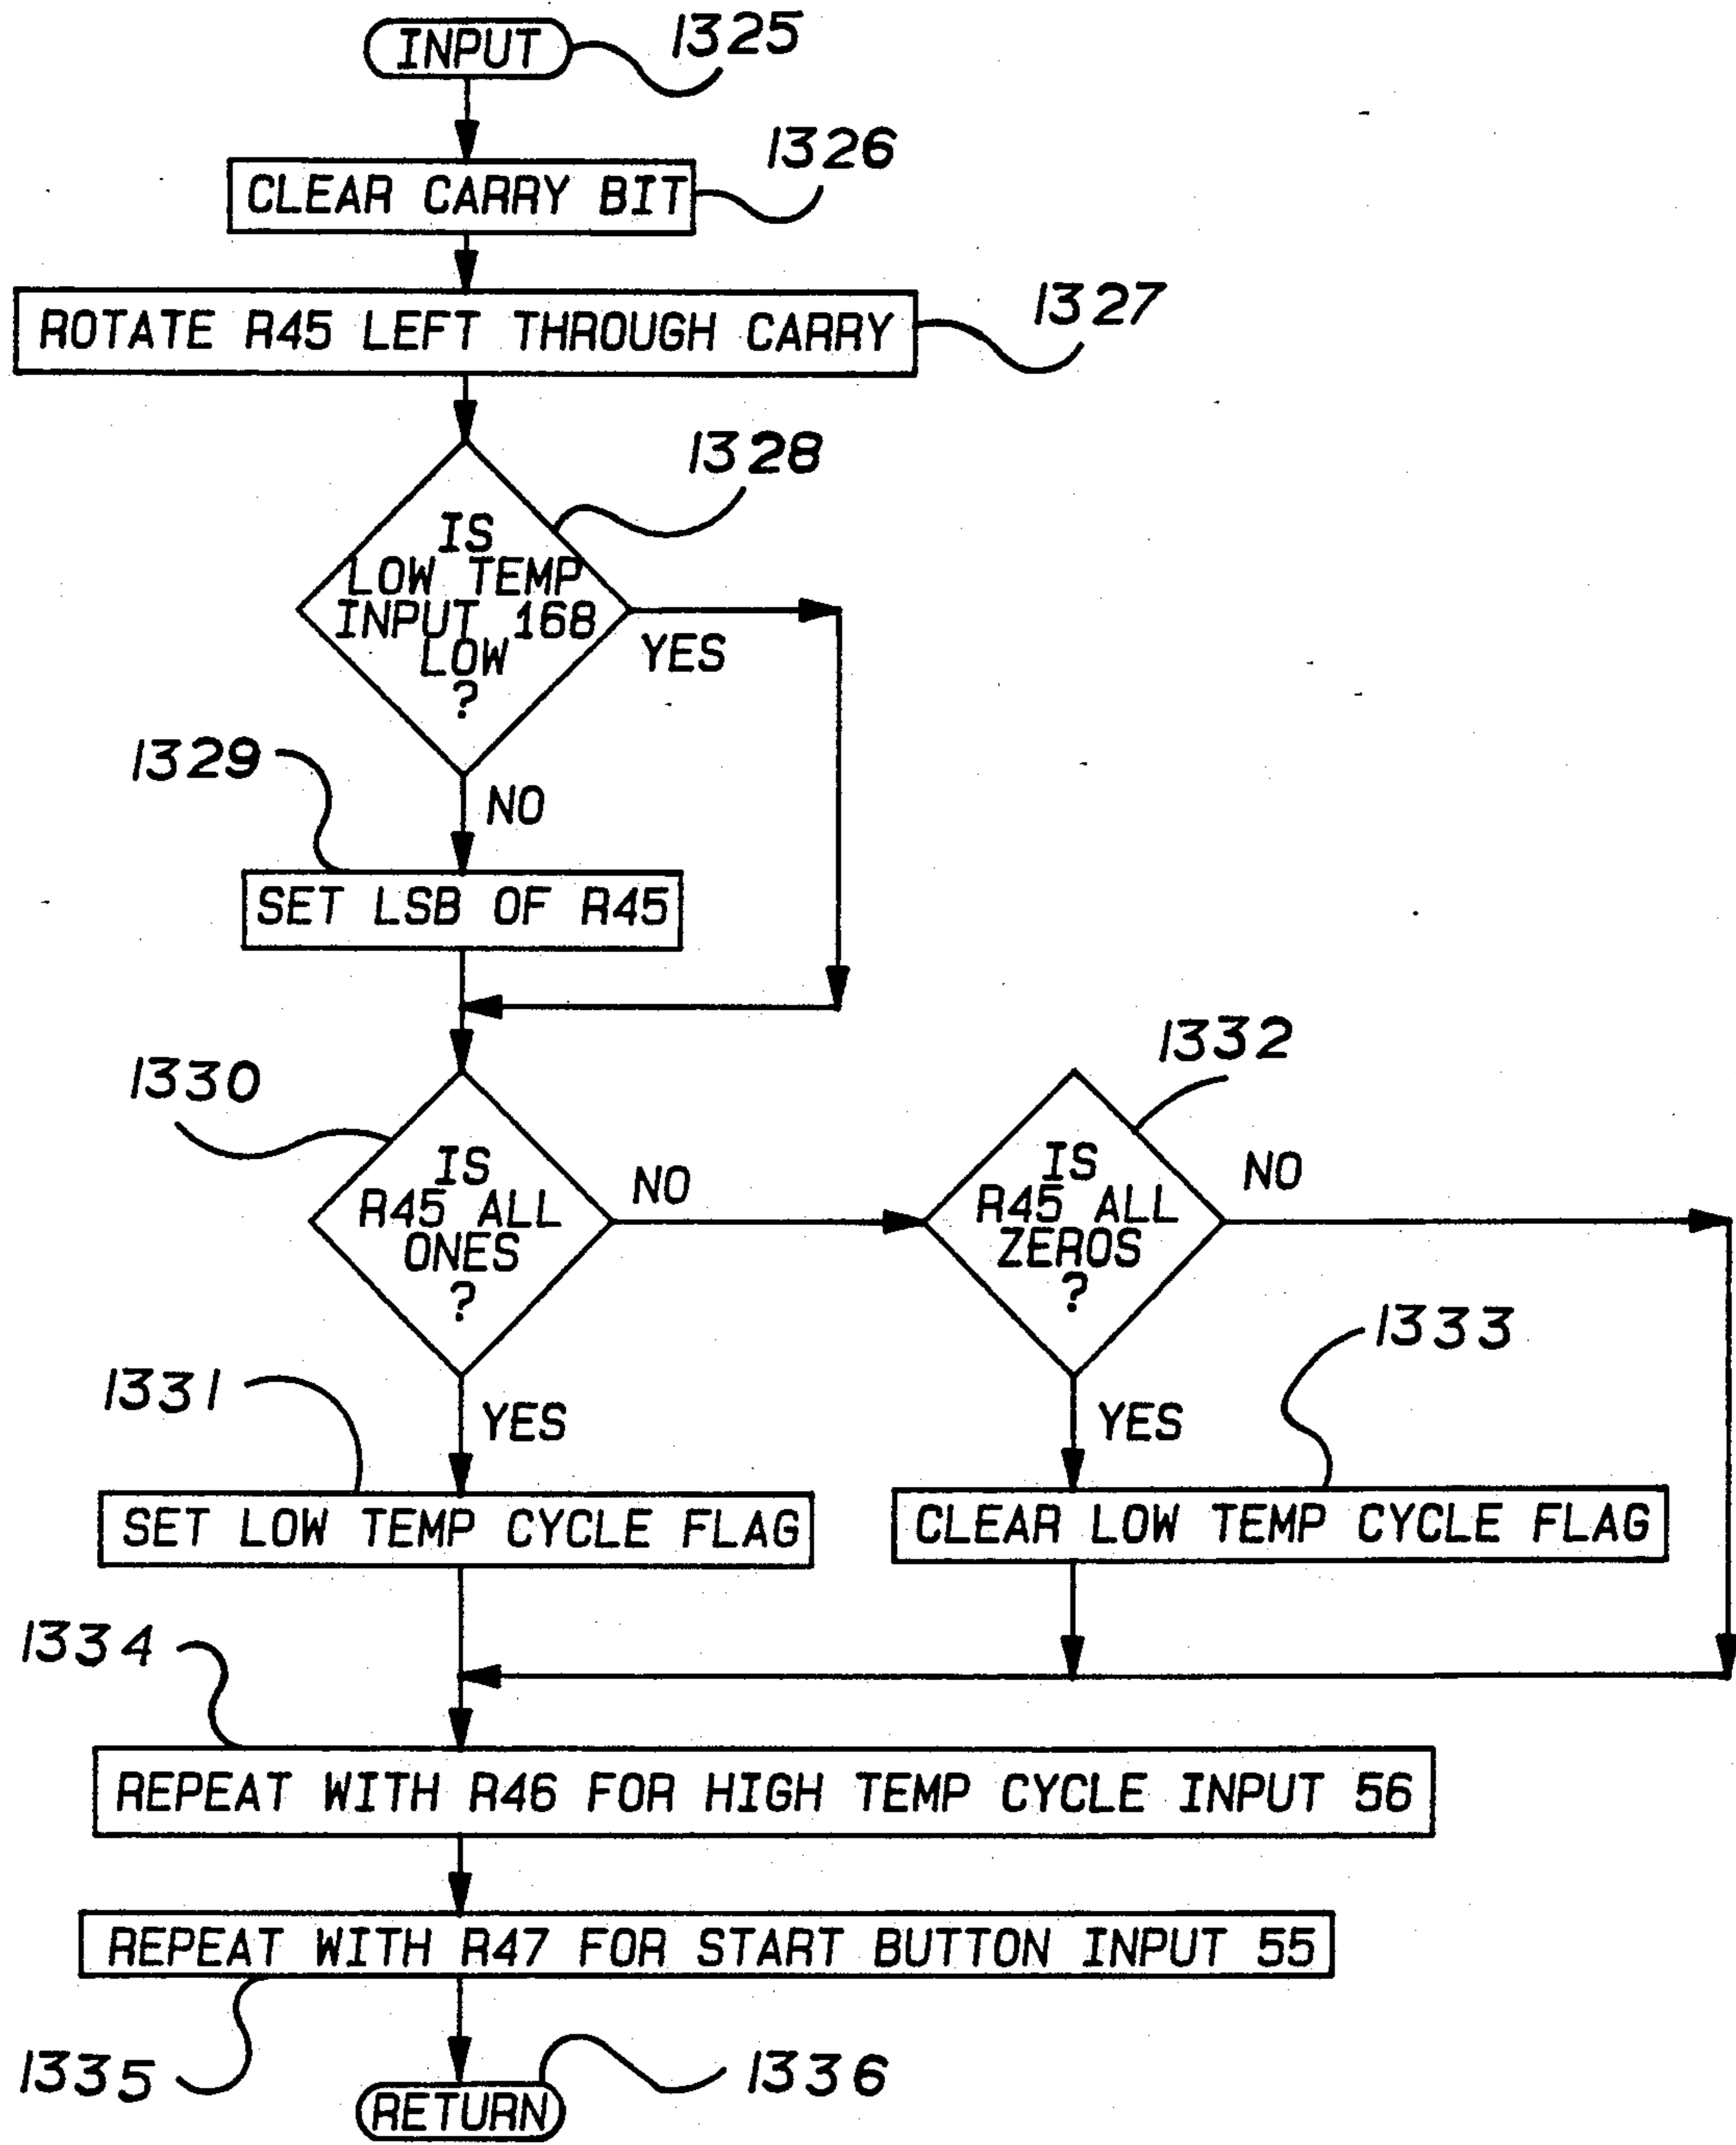 INPUT
1325
1326
CLEAR CARRY BIT
1327
ROTATE R45 LEFT THROUGH CARRY
1328
IS
LOW TEMP
INPUT 168
LOW
?
YES
1329
NO
SET LSB OF R45
1330
1332
IS
R45 ALL
ONES
?
NO
IS
R45 ALL
ZEROS
?
NO
1331
YES
1333
YES
SET LOW TEMP CYCLE FLAG
CLEAR LOW TEMP CYCLE FLAG
1334
REPEAT WITH R46 FOR HIGH TEMP CYCLE INPUT 56
REPEAT WITH R47 FOR START BUTTON INPUT 55
1335
1336
RETURN